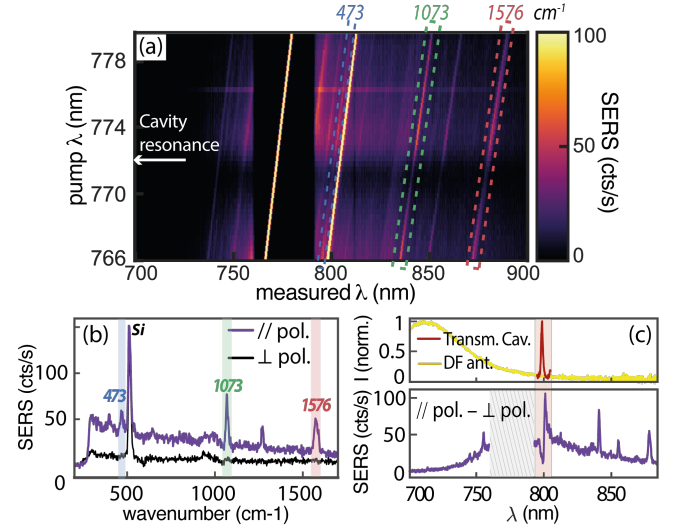 473 1073 1576 cm-1
(a)
778
774
770
766
pump λ (nm)
Cavity
resonance
700 750 800 850 900
measured λ (nm)
100
50
0
SERS (cts/s)
(b)
Si
// pol.
⊥ pol.
473
1073
1576
100
50
0
SERS (cts/s)
500 1000 1500
wavenumber (cm-1)
(c)
Transm. Cav.
DF ant.
1
0.5
0
I (norm.)
// pol. – ⊥ pol.
100
50
0
SERS (cts/s)
700 750 800 850
λ (nm)